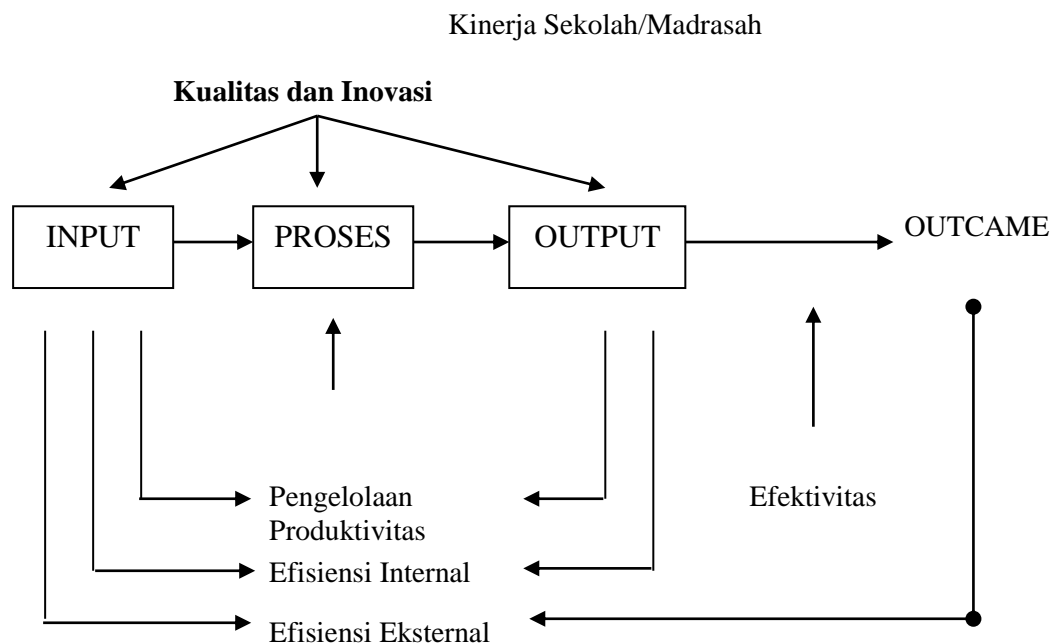 Kinerja Sekolah/Madrasah
Kualitas dan Inovasi
INPUT
PROSES
OUTPUT
OUTCAME
Pengelolaan
Produktivitas
Efektivitas
Efisiensi Internal
Efisiensi Eksternal